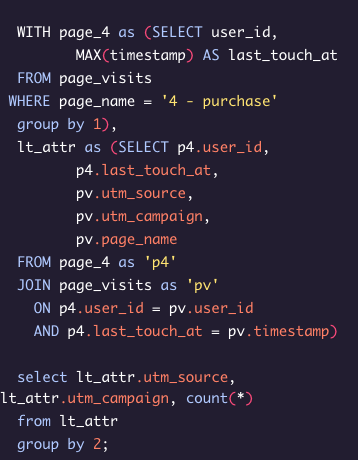 WITH page_4 as (SELECT user_id,
MAX(timestamp) AS last_touch_at
FROM page_visits
WHERE page_name = '4 - purchase'
group by 1),
lt_attr as (SELECT p4.user_id,
p4.last_touch_at,
pv.utm_source,
pv.utm_campaign,
pv.page_name
FROM page_4 as 'p4'
JOIN page_visits as 'pv'
ON p4.user_id = pv.user_id
AND p4.last_touch_at = pv.timestamp)
select lt_attr.utm_source,
lt_attr.utm_campaign, count(*)
from lt_attr
group by 2;